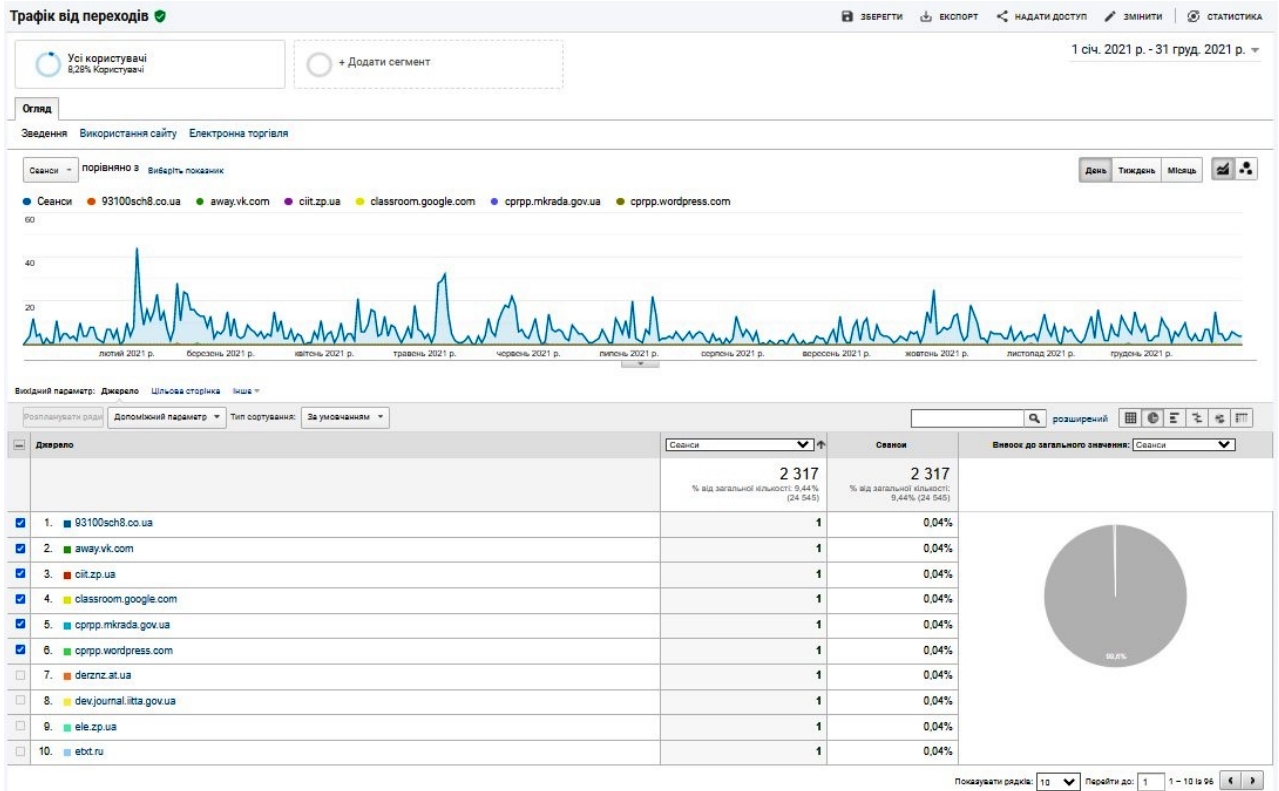 Трафік від переходів
ЗБЕРЕГТИ ЕКСПОРТ НАДАТИ ДОСТУП ЗМІНИТИ СТАТИСТИКА
Усі користувачі
8,28% Користувачі
+ Додати сегмент
1 січ. 2021 р. - 31 груд. 2021 р.
Огляд
Зведення Використання сайту Електронна торгівля
Сеанси порівняно з Виберіть показник
День Тиждень Місяць
Сеанси 93100sch8.co.ua away.vk.com ciit.zp.ua classroom.google.com cprpp.mkrada.gov.ua cprpp.wordpress.com
60
40
20
лютий 2021 р. березень 2021 р. квітень 2021 р. травень 2021 р. червень 2021 р. липень 2021 р. серпень 2021 р. вересень 2021 р. жовтень 2021 р. листопад 2021 р. грудень 2021 р.
Вихідний параметр: Джерело Цільова сторінка Інше
Розпланувати ряди Допоміжний параметр Тип сортування: За умовчанням розширений
Джерело Сеанси Сеанси Внесок до загального значення: Сеанси
2 317 2 317
% від загальної кількості: 9,44% (24 545) % від загальної кількості: 9,44% (24 545)
1. 93100sch8.co.ua 1 0,04%
2. away.vk.com 1 0,04%
3. ciit.zp.ua 1 0,04%
4. classroom.google.com 1 0,04%
5. cprpp.mkrada.gov.ua 1 0,04%
6. cprpp.wordpress.com 1 0,04%
7. derznz.at.ua 1 0,04%
8. dev.journal.iitta.gov.ua 1 0,04%
9. ele.zp.ua 1 0,04%
10. etxt.ru 1 0,04%
Показувати рядків: 10 Перейти до: 1 1 – 10 із 96